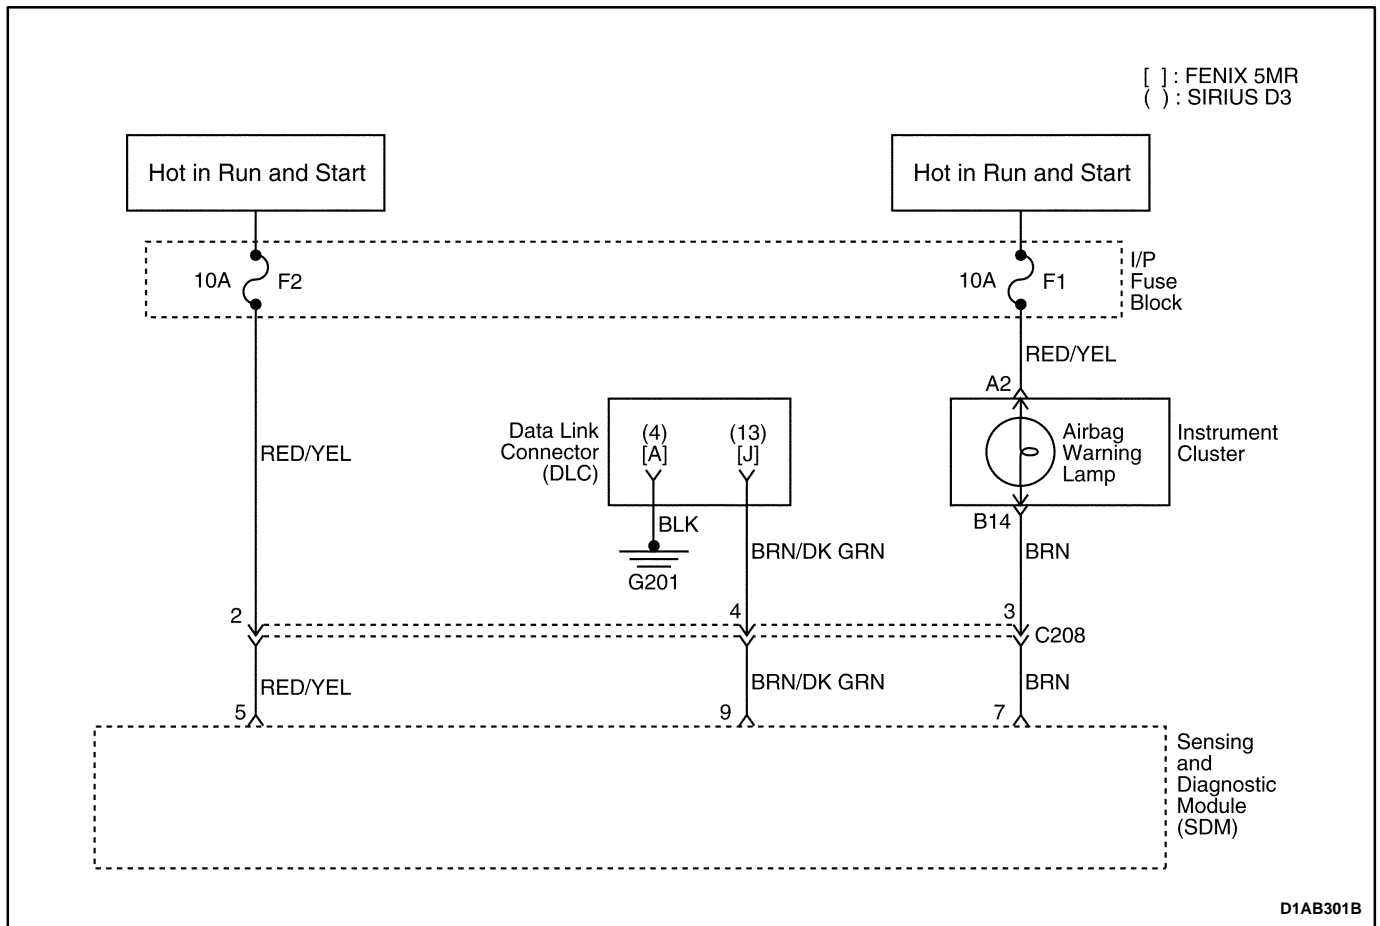 [ ] : FENIX 5MR
( ) : SIRIUS D3
Hot in Run and Start
Hot in Run and Start
10A
F2
10A
F1
I/P
Fuse
Block
RED/YEL
A2
RED/YEL
Data Link
Connector
(DLC)
(4)
[A]
(13)
[J]
Airbag
Warning
Lamp
Instrument
Cluster
BLK
G201
BRN/DK GRN
B14
BRN
2
4
3
C208
RED/YEL
BRN/DK GRN
BRN
5
9
7
Sensing
and
Diagnostic
Module
(SDM)
D1AB301B